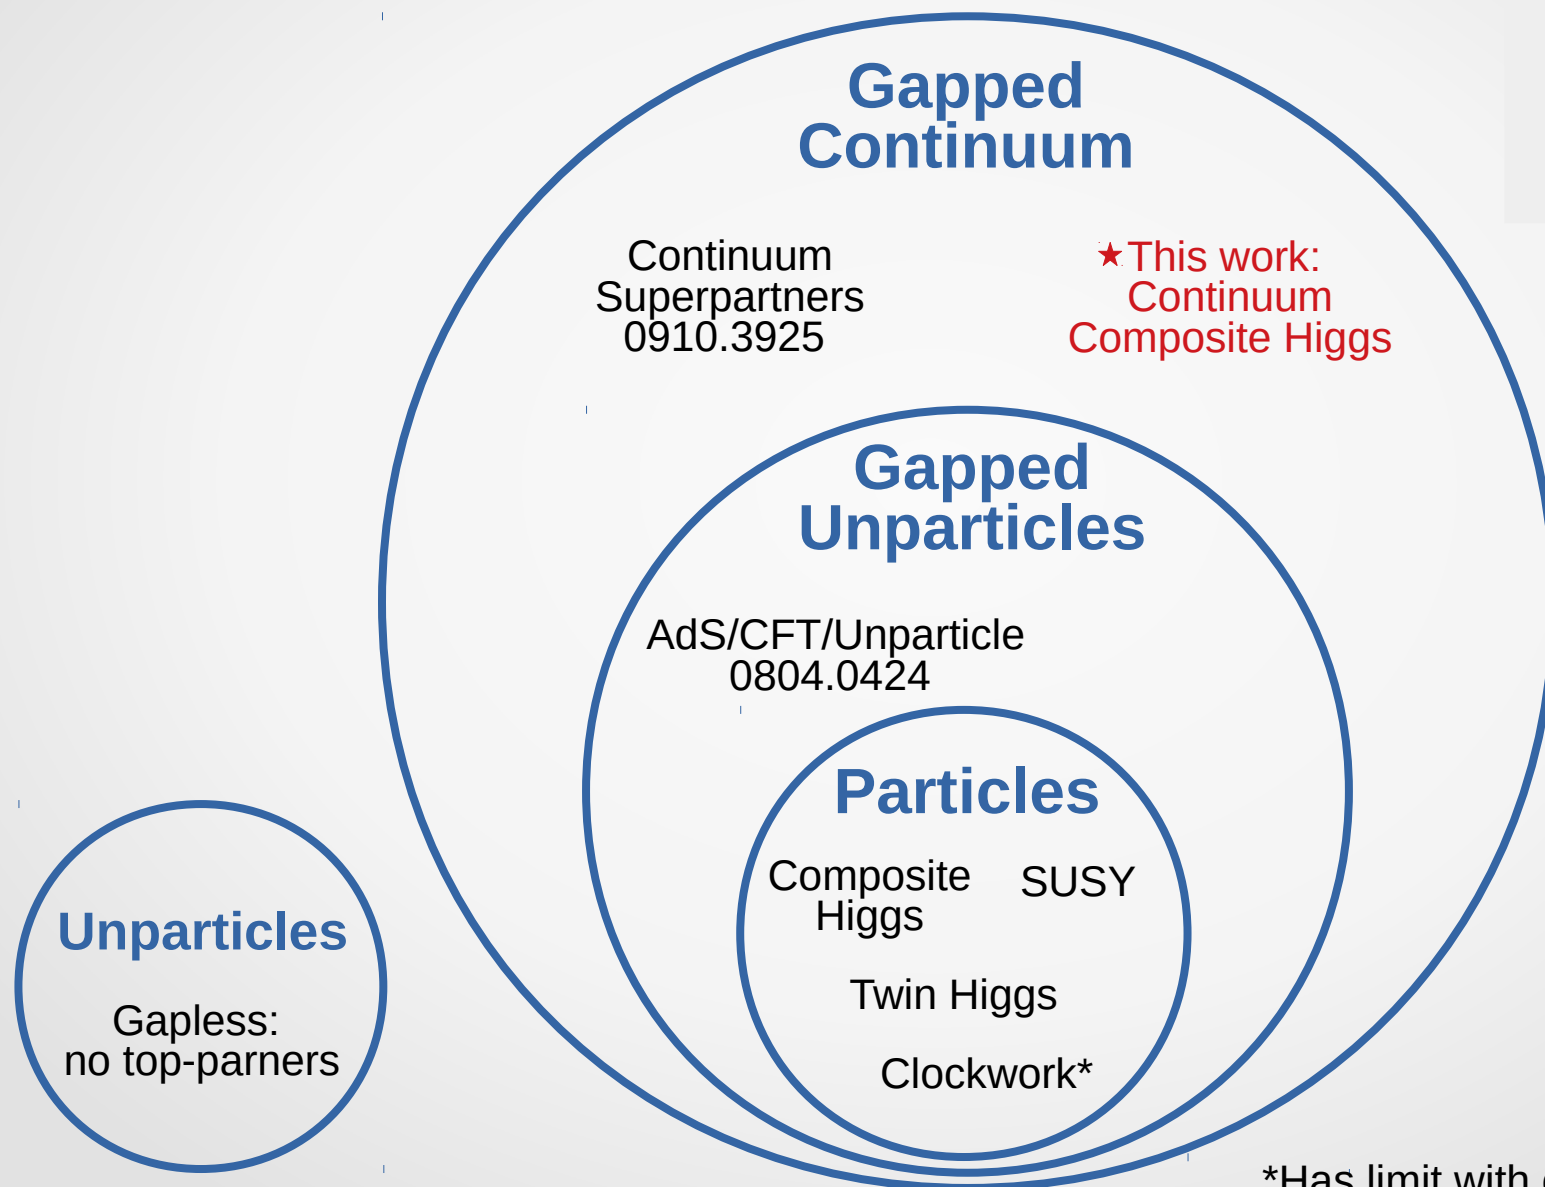 Gapped
Continuum
Continuum
Superpartners
0910.3925
★This work:
Continuum
Composite Higgs
Gapped
Unparticles
AdS/CFT/Unparticle
0804.0424
Particles
Composite
Higgs
SUSY
Twin Higgs
Clockwork*
Unparticles
Gapless:
no top-parners
*Has limit with